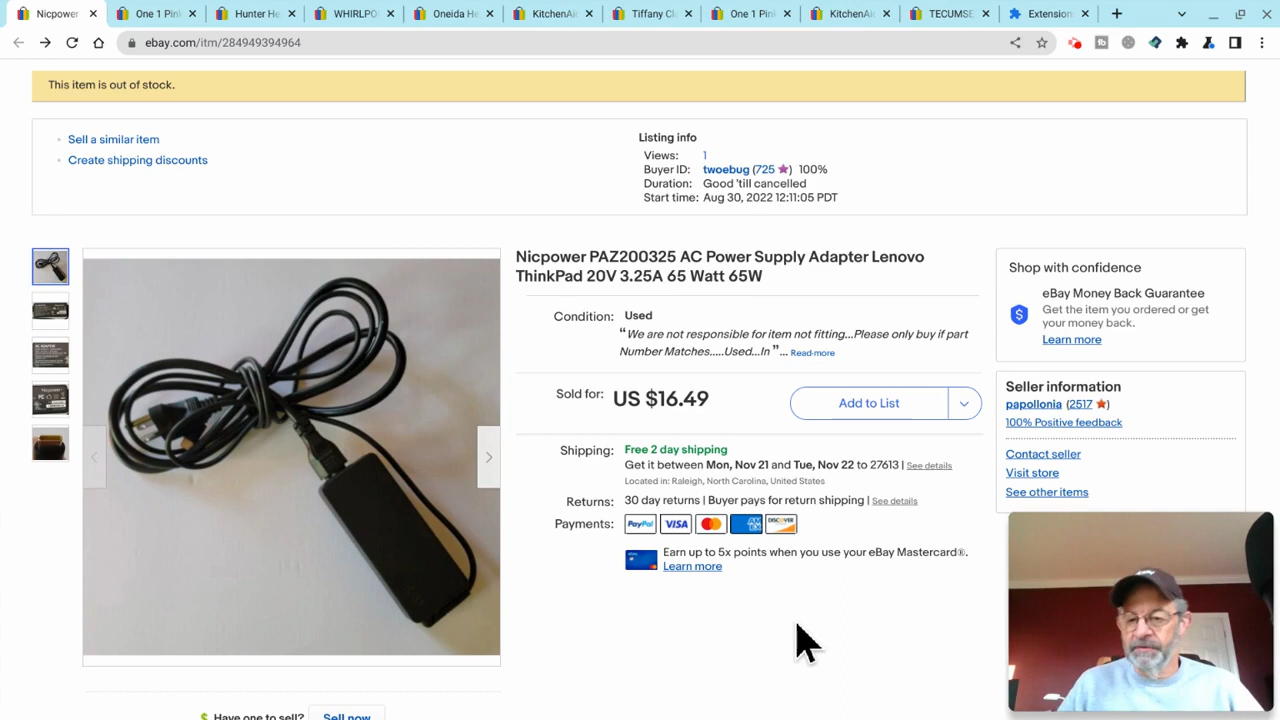 Nicpower
One 1 Pink
Hunter He
WHIRLPO
Oneida He
KitchenAid
Tiffany Cl
One 1 Pink
KitchenAid
TECUMSE
Extension
ebay.com/itm/284949394964
This item is out of stock.
Sell a similar item
Create shipping discounts
Listing info
Views: 1
Buyer ID: twoebug (725 ) 100%
Duration: Good 'till cancelled
Start time: Aug 30, 2022 12:11:05 PDT
Nicpower PAZ200325 AC Power Supply Adapter Lenovo
ThinkPad 20V 3.25A 65 Watt 65W
Condition: Used
“We are not responsible for item not fitting...Please only buy if part
Number Matches.....Used...In ”... Read more
Sold for: US $16.49
Add to List
Shipping: Free 2 day shipping
Get it between Mon, Nov 21 and Tue, Nov 22 to 27613 | See details
Located in: Raleigh, North Carolina, United States
Returns: 30 day returns | Buyer pays for return shipping | See details
Payments: PayPal VISA DISCOVER
Earn up to 5x points when you use your eBay Mastercard®.
Learn more
Shop with confidence
eBay Money Back Guarantee
Get the item you ordered or get
your money back.
Learn more
Seller information
papollonia (2517 )
100% Positive feedback
Contact seller
Visit store
See other items
Have one to sell? Sell now